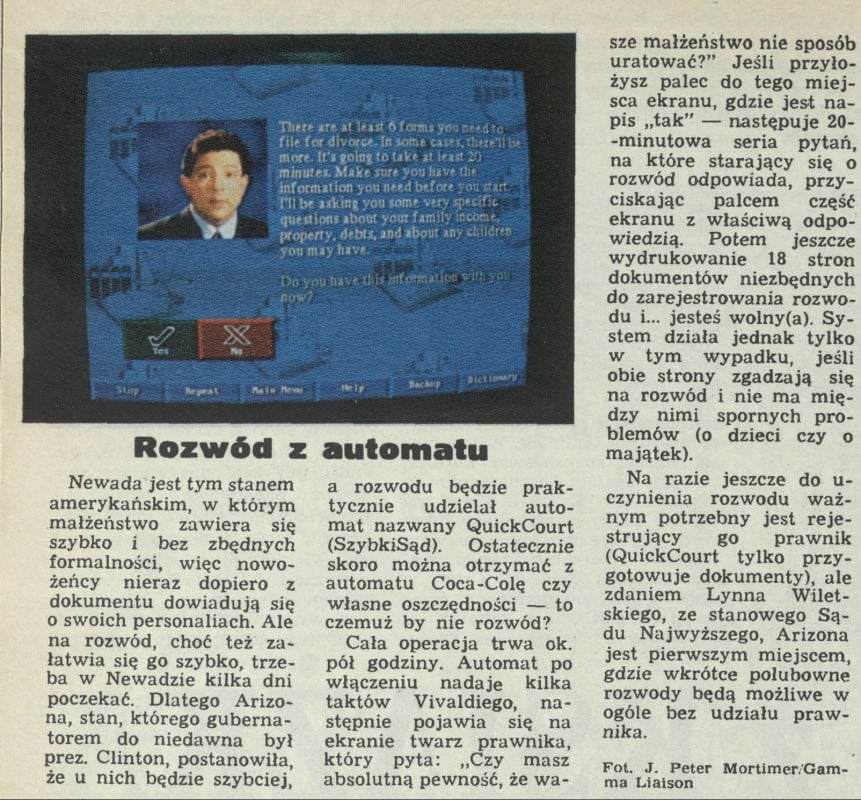 There are at least 6 forms you need to
file for divorce. In some cases, there'll be
more. It's going to take at least 20
minutes. Make sure you have the
information you need before you start.
I'll be asking you some very specific
questions about your family income,
property, debts, and about any children
you may have.
Do you have this information with you
now?
Yes
No
Stop
Repeat
Main Menu
Help
Backup
Dictionary
Rozwód z automatu
Newada jest tym stanem
amerykańskim, w którym
małżeństwo zawiera się
szybko i bez zbędnych
formalności, więc nowo-
żeńcy nieraz dopiero z
dokumentu dowiadują się
o swoich personaliach. Ale
na rozwód, choć też za-
łatwia się go szybko, trze-
ba w Newadzie kilka dni
poczekać. Dlatego Arizo-
na, stan, którego guberna-
torem do niedawna był
prez. Clinton, postanowiła,
że u nich będzie szybciej,
a rozwodu będzie prak-
tycznie udzielał auto-
mat nazwany QuickCourt
(SzybkiSąd). Ostatecznie
skoro można otrzymać z
automatu Coca-Colę czy
własne oszczędności — to
czemuż by nie rozwód?
Cała operacja trwa ok.
pół godziny. Automat po
włączeniu nadaje kilka
taktów Vivaldiego, na-
stępnie pojawia się na
ekranie twarz prawnika,
który pyta: „Czy masz
absolutną pewność, że wa-
sze małżeństwo nie sposób
uratować?" Jeśli przyło-
żysz palec do tego miej-
sca ekranu, gdzie jest na-
pis „tak" — następuje 20-
-minutowa seria pytań,
na które starający się o
rozwód odpowiada, przy-
ciskając palcem część
ekranu z właściwą odpo-
wiedzią. Potem jeszcze
wydrukowanie 18 stron
dokumentów niezbędnych
do zarejestrowania rozwo-
du i... jesteś wolny(a). Sy-
stem działa jednak tylko
w tym wypadku, jeśli
obie strony zgadzają się
na rozwód i nie ma mię-
dzy nimi spornych pro-
blemów (o dzieci czy o
majątek).
Na razie jeszcze do u-
czynienia rozwodu waż-
nym potrzebny jest reje-
strujący go prawnik
(QuickCourt tylko przy-
gotowuje dokumenty), ale
zdaniem Lynna Wilet-
skiego, ze stanowego Są-
du Najwyższego, Arizona
jest pierwszym miejscem,
gdzie wkrótce polubowne
rozwody będą możliwe w
ogóle bez udziału praw-
nika.
Fot. J. Peter Mortimer/Gam-
ma Liaison